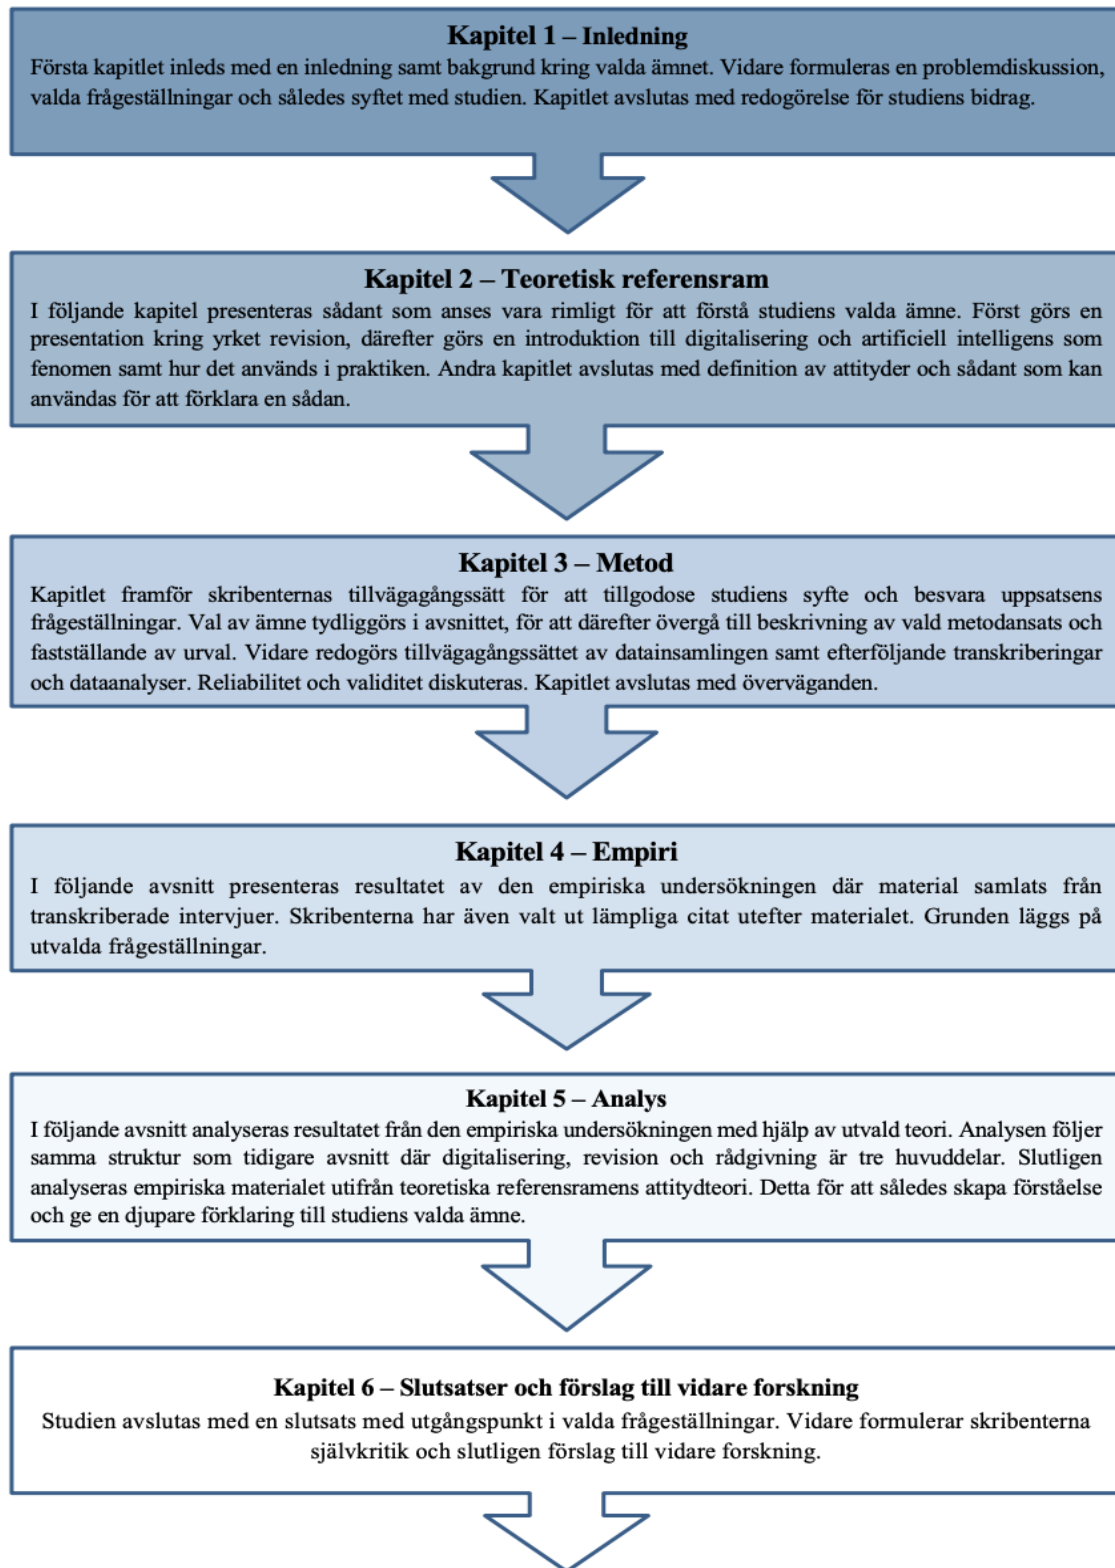 Kapitel 1 – Inledning
Första kapitlet inleds med en inledning samt bakgrund kring valda ämnet. Vidare formuleras en problemdiskussion,
valda frågeställningar och således syftet med studien. Kapitlet avslutas med redogörelse för studiens bidrag.
Kapitel 2 – Teoretisk referensram
I följande kapitel presenteras sådant som anses vara rimligt för att förstå studiens valda ämne. Först görs en
presentation kring yrket revision, därefter görs en introduktion till digitalisering och artificiell intelligens som
fenomen samt hur det används i praktiken. Andra kapitlet avslutas med definition av attityder och sådant som kan
användas för att förklara en sådan.
Kapitel 3 – Metod
Kapitlet framför skribenternas tillvägagångssätt för att tillgodose studiens syfte och besvara uppsatsens
frågeställningar. Val av ämne tydliggörs i avsnittet, för att därefter övergå till beskrivning av vald metodansats och
fastställande av urval. Vidare redogörs tillvägagångssättet av datainsamlingen samt efterföljande transkriberingar
och dataanalyser. Reliabilitet och validitet diskuteras. Kapitlet avslutas med överväganden.
Kapitel 4 – Empiri
I följande avsnitt presenteras resultatet av den empiriska undersökningen där material samlats från
transkriberade intervjuer. Skribenterna har även valt ut lämpliga citat utefter materialet. Grunden läggs på
utvalda frågeställningar.
Kapitel 5 – Analys
I följande avsnitt analyseras resultatet från den empiriska undersökningen med hjälp av utvald teori. Analysen följer
samma struktur som tidigare avsnitt där digitalisering, revision och rådgivning är tre huvuddelar. Slutligen
analyseras empiriska materialet utifrån teoretiska referensramens attitydteori. Detta för att således skapa förståelse
och ge en djupare förklaring till studiens valda ämne.
Kapitel 6 – Slutsatser och förslag till vidare forskning
Studien avslutas med en slutsats med utgångspunkt i valda frågeställningar. Vidare formulerar skribenterna
självkritik och slutligen förslag till vidare forskning.